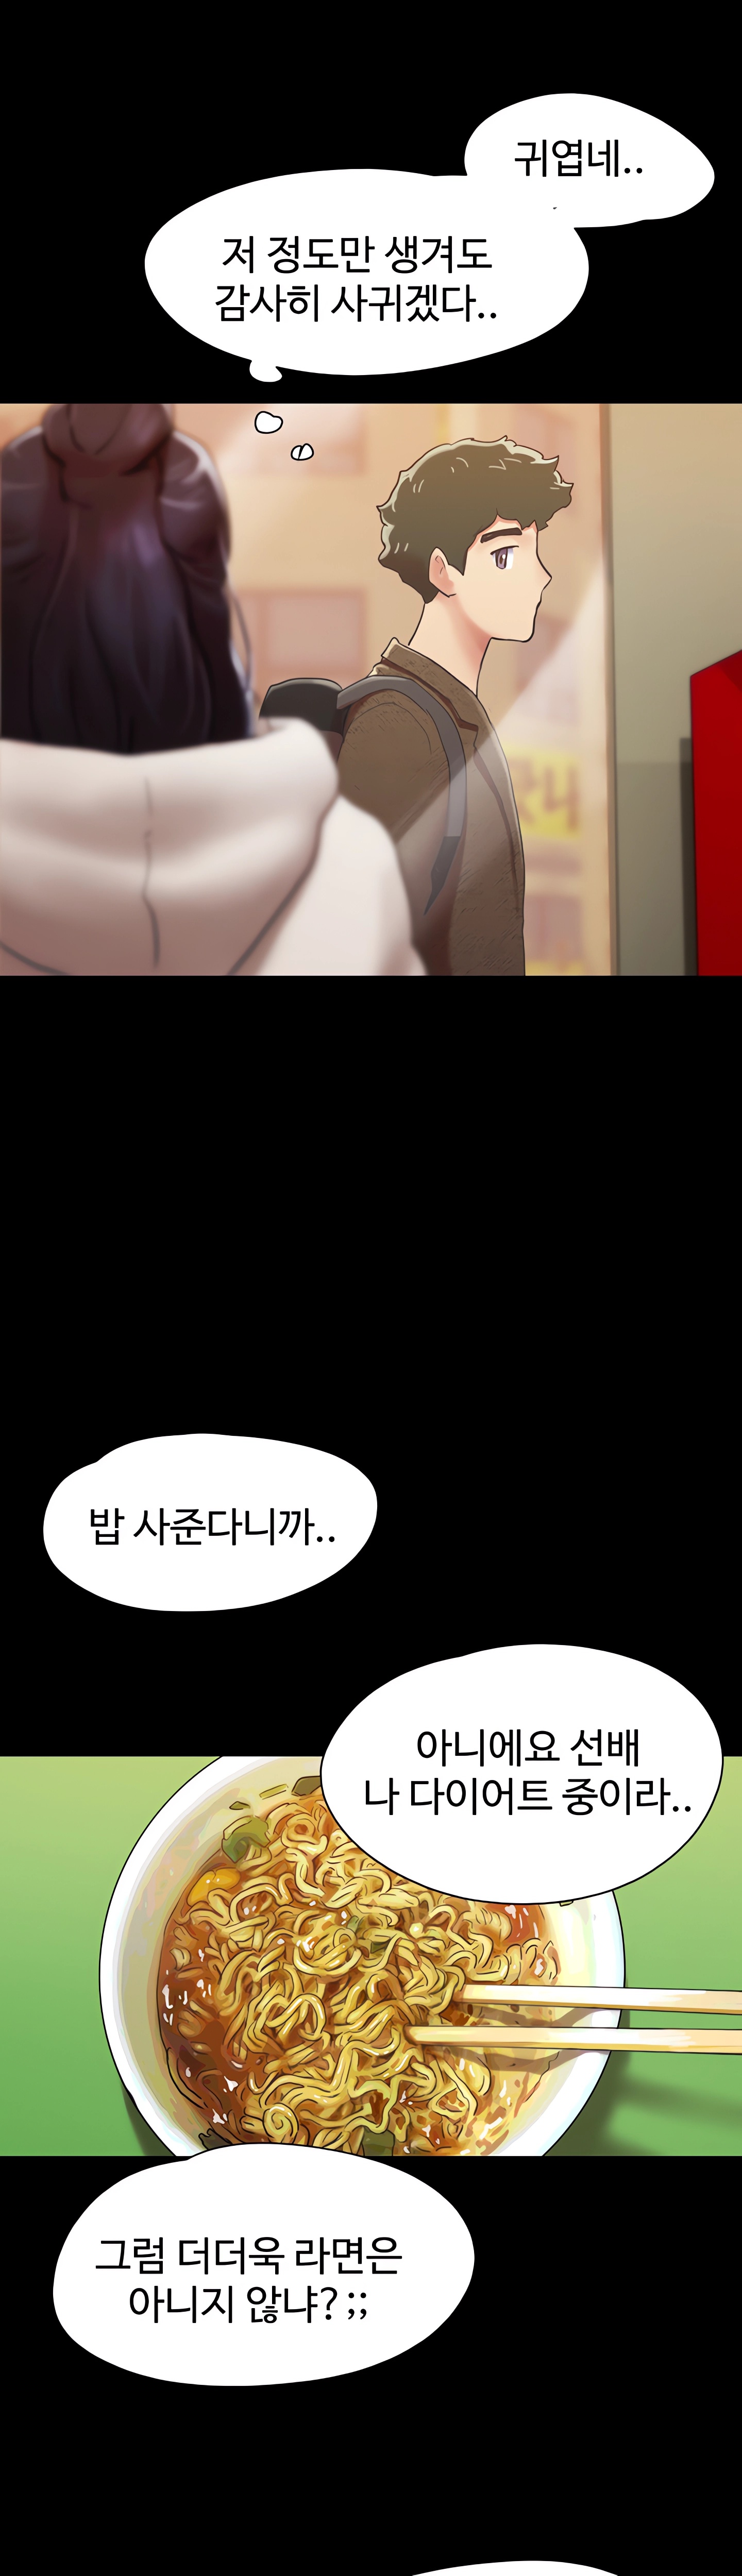 귀엽네..
저 정도만 생겨도
감사히 사귀겠다..
밥 사준다니까..
아니에요 선배
나 다이어트 중이라..
그럼 더더욱 라면은
아니지 않냐?;;